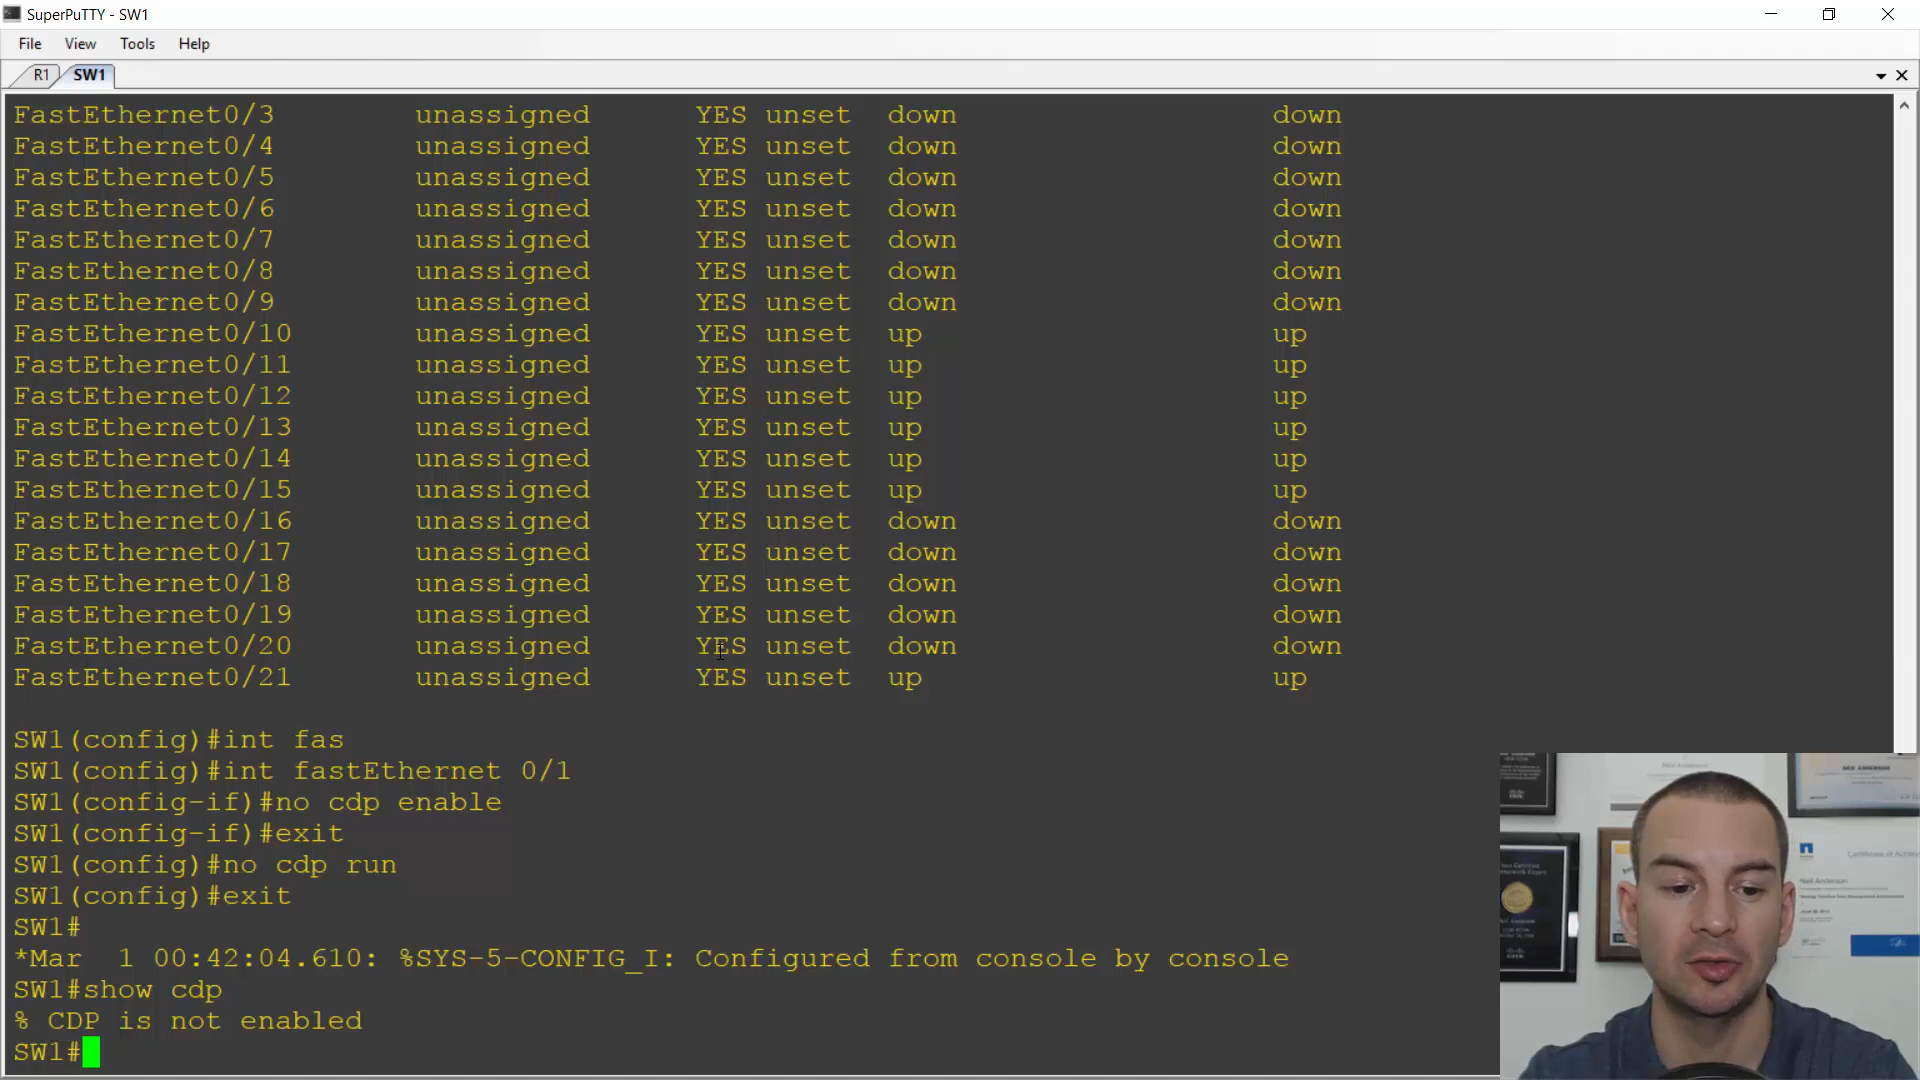 SuperPuTTY - SW1
File View Tools Help
R1 SW1
FastEthernet0/3 unassigned YES unset down down
FastEthernet0/4 unassigned YES unset down down
FastEthernet0/5 unassigned YES unset down down
FastEthernet0/6 unassigned YES unset down down
FastEthernet0/7 unassigned YES unset down down
FastEthernet0/8 unassigned YES unset down down
FastEthernet0/9 unassigned YES unset down down
FastEthernet0/10 unassigned YES unset up up
FastEthernet0/11 unassigned YES unset up up
FastEthernet0/12 unassigned YES unset up up
FastEthernet0/13 unassigned YES unset up up
FastEthernet0/14 unassigned YES unset up up
FastEthernet0/15 unassigned YES unset up up
FastEthernet0/16 unassigned YES unset down down
FastEthernet0/17 unassigned YES unset down down
FastEthernet0/18 unassigned YES unset down down
FastEthernet0/19 unassigned YES unset down down
FastEthernet0/20 unassigned YES unset down down
FastEthernet0/21 unassigned YES unset up up
SW1(config)#int fas
SW1(config)#int fastEthernet 0/1
SW1(config-if)#no cdp enable
SW1(config-if)#exit
SW1(config)#no cdp run
SW1(config)#exit
SW1#
*Mar 1 00:42:04.610: %SYS-5-CONFIG_I: Configured from console by console
SW1#show cdp
% CDP is not enabled
SW1#